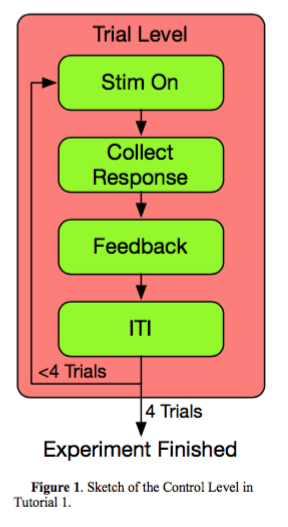 Trial Level
Stim On
Collect
Response
Feedback
ITI
<4 Trials
4 Trials
Experiment Finished
Figure 1. Sketch of the Control Level in
Tutorial 1.